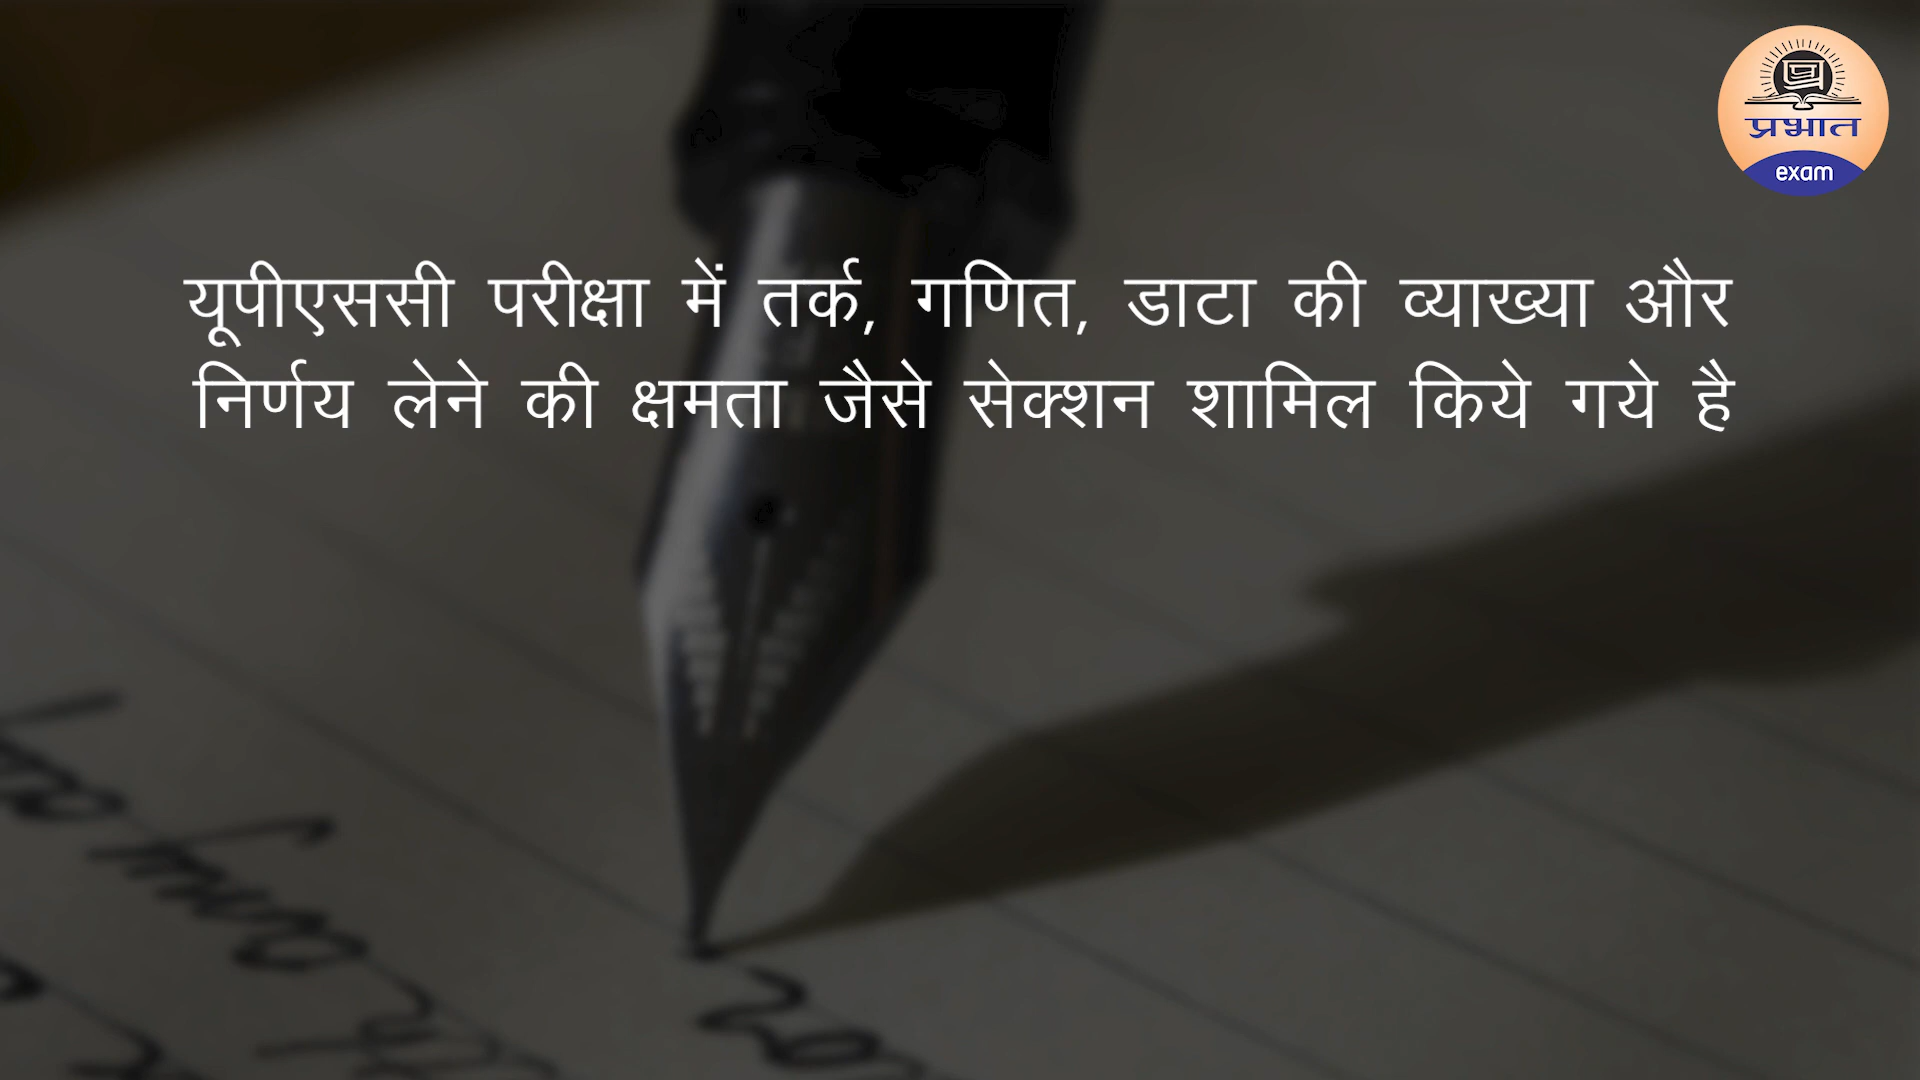 प्रभात
exam
यूपीएससी परीक्षा में तर्क, गणित, डाटा की व्याख्या और
निर्णय लेने की क्षमता जैसे सेक्शन शामिल किये गये है